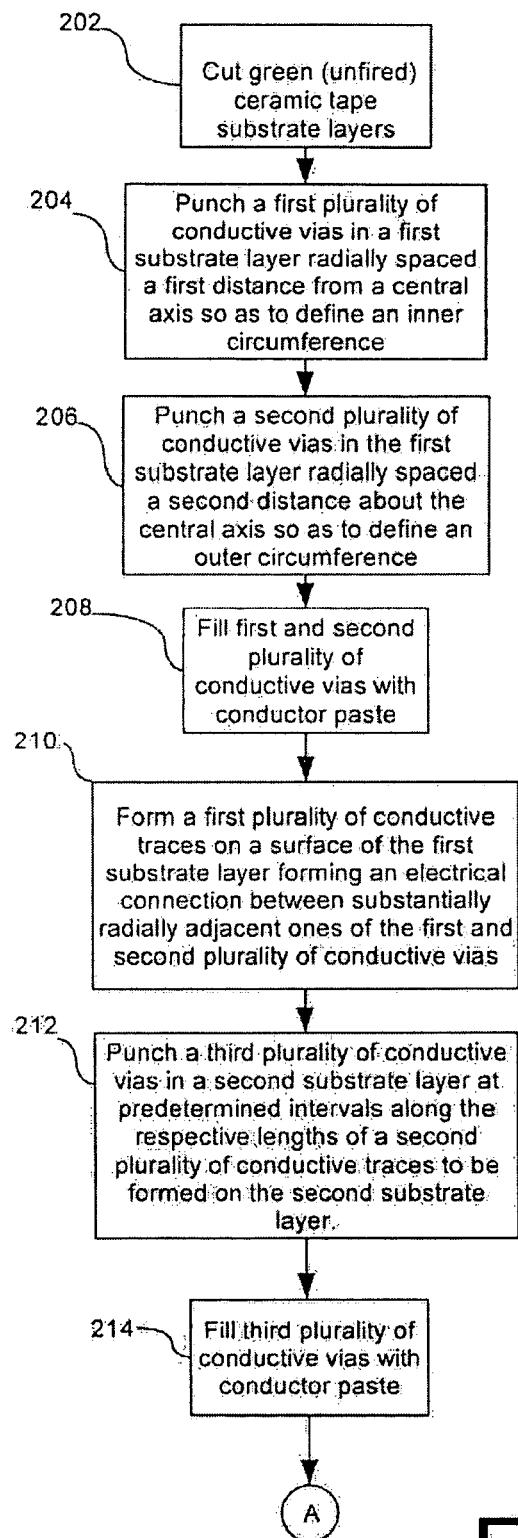 202
Cut green (unfired)
ceramic tape
substrate layers
204
Punch a first plurality of
conductive vias in a first
substrate layer radially spaced
a first distance from a central
axis so as to define an inner
circumference
206
Punch a second plurality of
conductive vias in the first
substrate layer radially spaced
a second distance about the
central axis so as to define an
outer circumference
208
Fill first and second
plurality of
conductive vias with
conductor paste
210
Form a first plurality of conductive
traces on a surface of the first
substrate layer forming an electrical
connection between substantially
radially adjacent ones of the first and
second plurality of conductive vias
212
Punch a third plurality of conductive
vias in a second substrate layer at
predetermined intervals along the
respective lengths of a second
plurality of conductive traces to be
formed on the second substrate
layer.
214
Fill third plurality of
conductive vias with
conductor paste
A